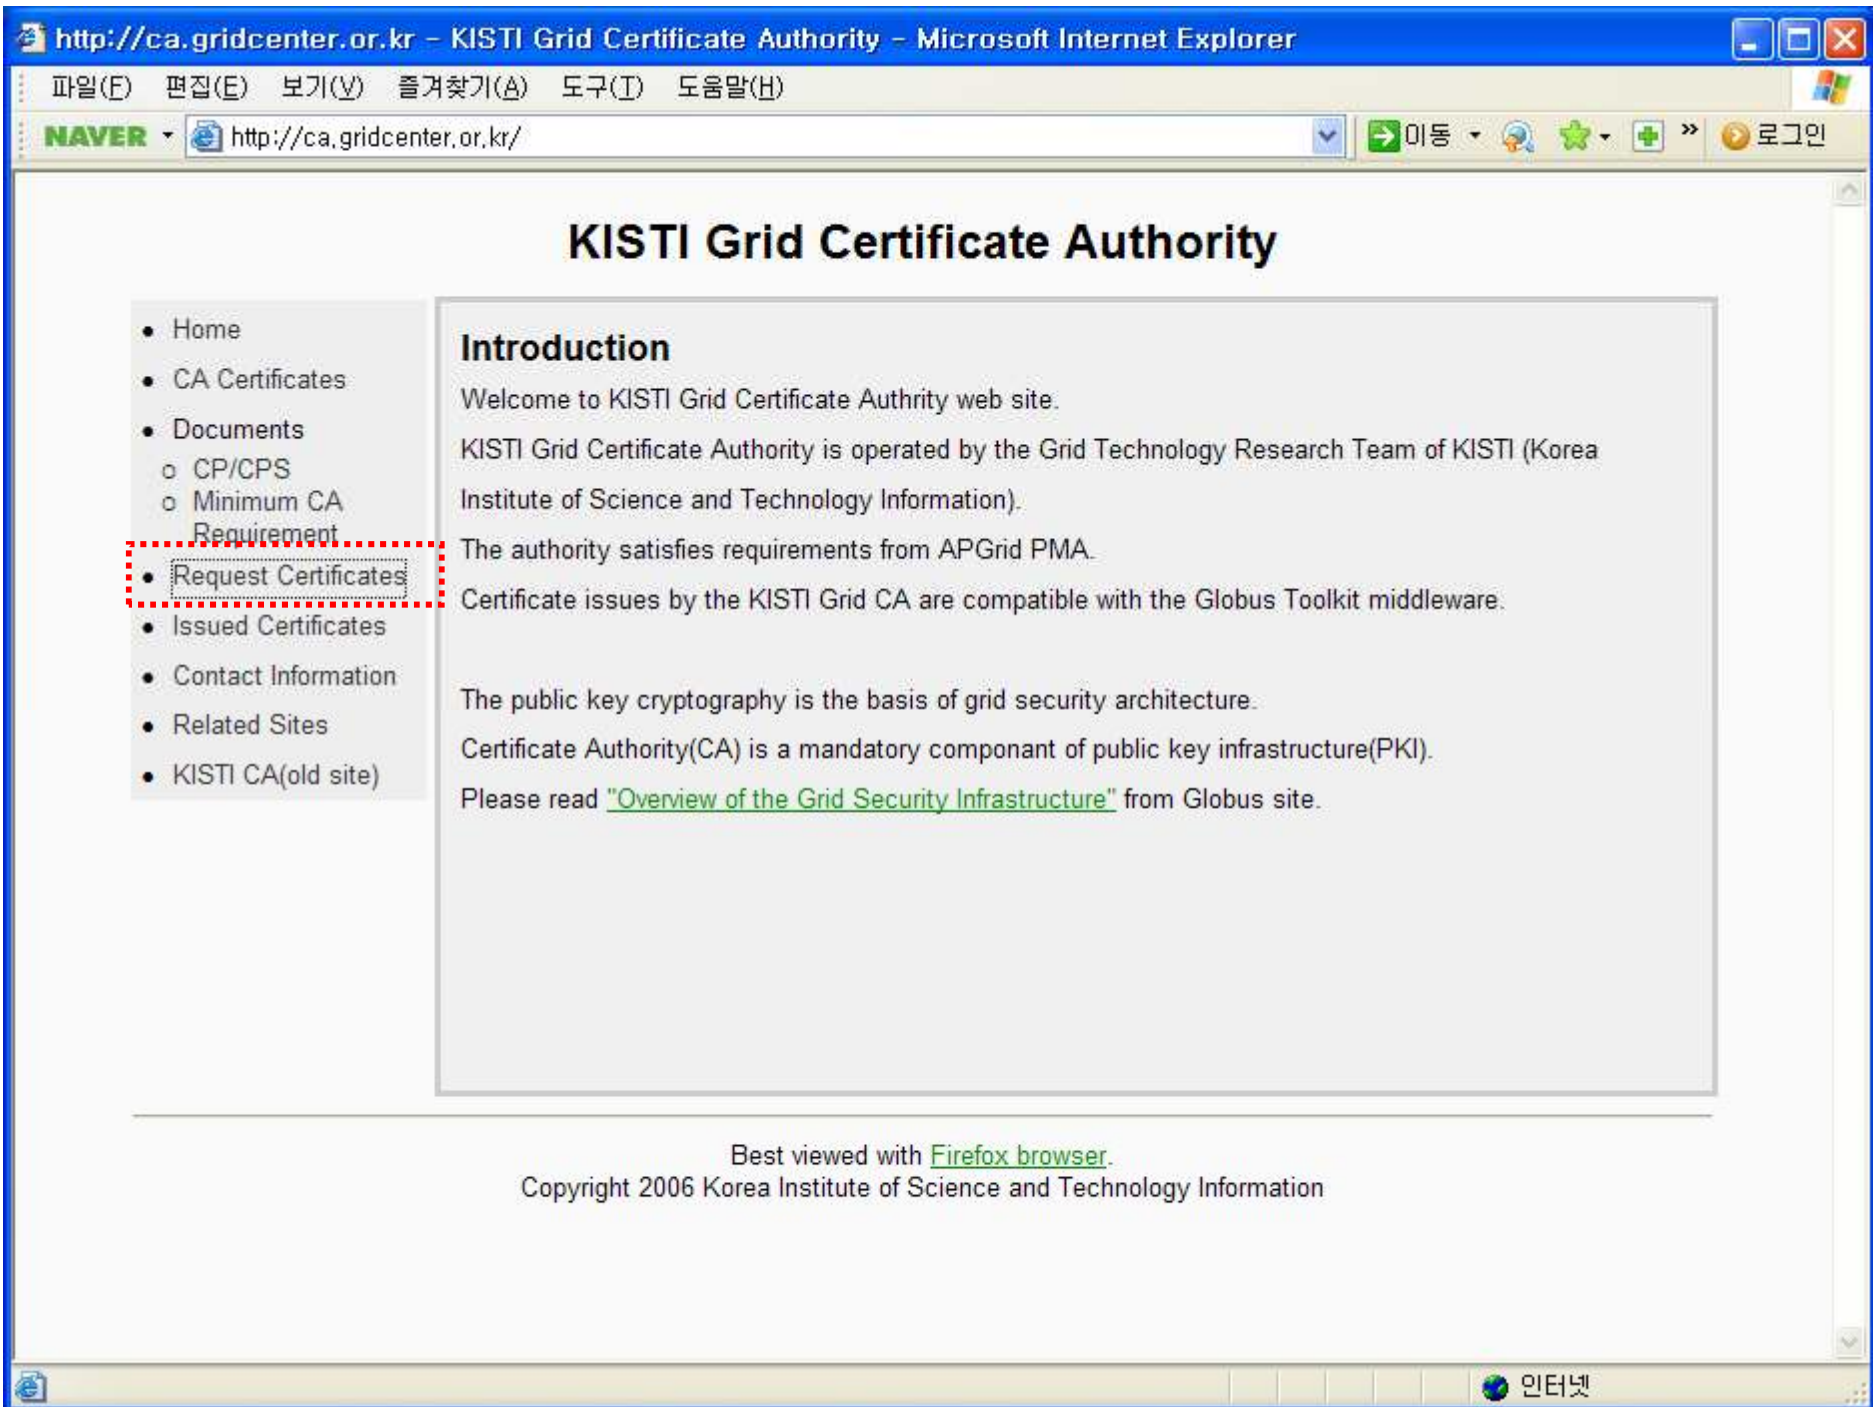 http://ca.gridcenter.or.kr - KISTI Grid Certificate Authority - Microsoft Internet Explorer
파일(F) 편집(E) 보기(V) 즐겨찾기(A) 도구(T) 도움말(H)
NAVER http://ca.gridcenter.or.kr/ 이동 » 로그인
KISTI Grid Certificate Authority
Home
CA Certificates
Documents
CP/CPS
Minimum CA
Requirement
Request Certificates
Issued Certificates
Contact Information
Related Sites
KISTI CA(old site)
Introduction
Welcome to KISTI Grid Certificate Authrity web site.
KISTI Grid Certificate Authority is operated by the Grid Technology Research Team of KISTI (Korea
Institute of Science and Technology Information).
The authority satisfies requirements from APGrid PMA.
Certificate issues by the KISTI Grid CA are compatible with the Globus Toolkit middleware.
The public key cryptography is the basis of grid security architecture.
Certificate Authority(CA) is a mandatory componant of public key infrastructure(PKI).
Please read "Overview of the Grid Security Infrastructure" from Globus site.
Best viewed with Firefox browser.
Copyright 2006 Korea Institute of Science and Technology Information
인터넷